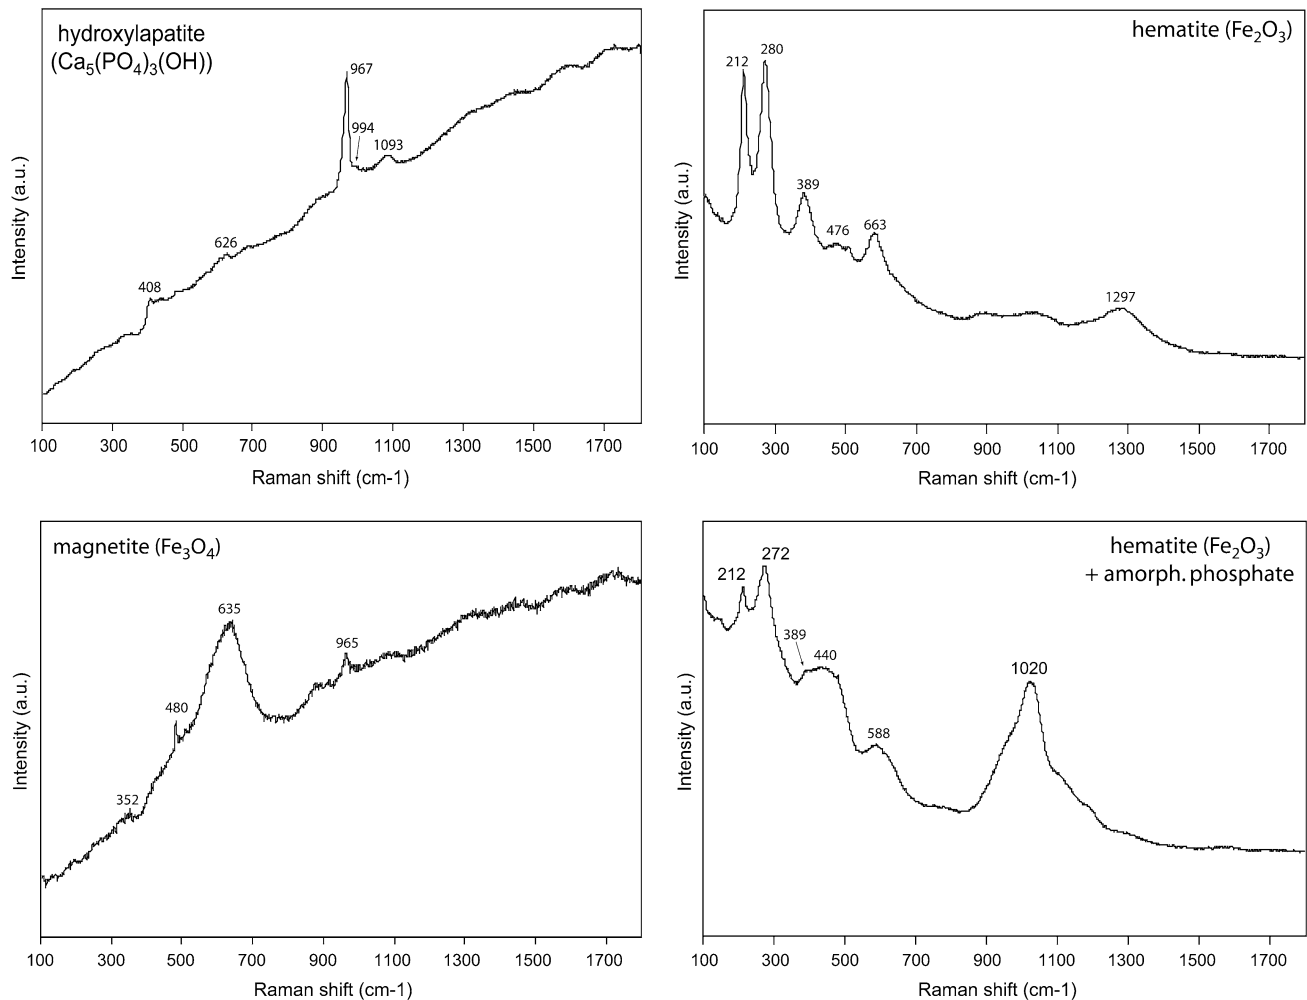 hydroxylapatite
(Ca₅(PO₄)₃(OH))
967
994
1093
626
408
Intensity (a.u.)
100 300 500 700 900 1100 1300 1500 1700
Raman shift (cm-1)
hematite (Fe₂O₃)
212
280
389
476
663
1297
Intensity (a.u.)
100 300 500 700 900 1100 1300 1500 1700
Raman shift (cm-1)
magnetite (Fe₃O₄)
635
965
480
352
Intensity (a.u.)
100 300 500 700 900 1100 1300 1500 1700
Raman shift (cm-1)
hematite (Fe₂O₃)
+ amorph. phosphate
212
272
389
440
588
1020
Intensity (a.u.)
100 300 500 700 900 1100 1300 1500 1700
Raman shift (cm-1)